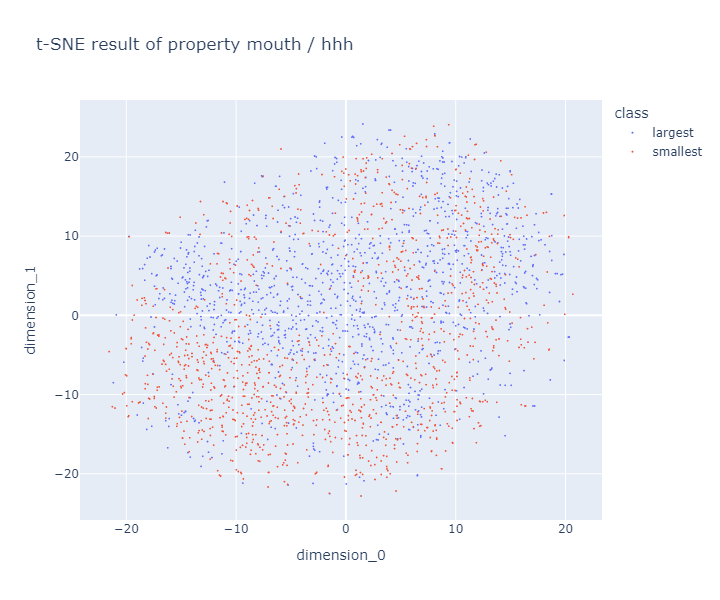 t-SNE result of property mouth / hhh
class
largest
smallest
20
10
0
−10
−20
dimension_1
−20
−10
0
10
20
dimension_0